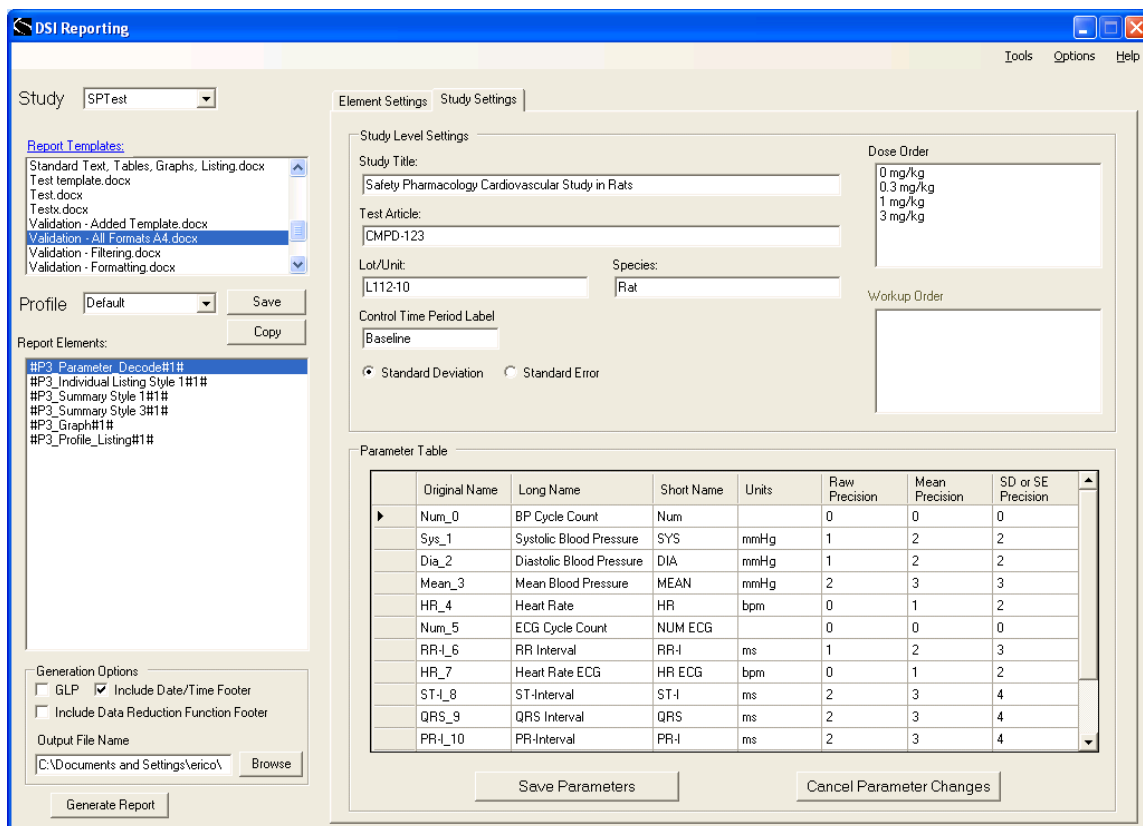 DSI Reporting
Tools Options Help
Study SPTest
Report Templates:
Standard Text, Tables, Graphs, Listing.docx
Test template.docx
Test.docx
Testx.docx
Validation - Added Template.docx
Validation - All Formats A4.docx
Validation - Filtering.docx
Validation - Formatting.docx
Profile Default Save
Copy
Report Elements:
#P3_Parameter_Decode#1#
#P3_Individual Listing Style 1#1#
#P3_Summary Style 1#1#
#P3_Summary Style 3#1#
#P3_Graph#1#
#P3_Profile_Listing#1#
Generation Options
GLP Include Date/Time Footer
Include Data Reduction Function Footer
Output File Name
C:\Documents and Settings\erico\ Browse
Generate Report
Element Settings Study Settings
Study Level Settings
Study Title:
Safety Pharmacology Cardiovascular Study in Rats
Test Article:
CMPD-123
Lot/Unit: Species:
L112-10 Rat
Control Time Period Label
Baseline
Standard Deviation Standard Error
Dose Order
0 mg/kg
0.3 mg/kg
1 mg/kg
3 mg/kg
Workup Order
Parameter Table
Original Name Long Name Short Name Units Raw Precision Mean Precision SD or SE Precision
Num_0 BP Cycle Count Num 0 0 0
Sys_1 Systolic Blood Pressure SYS mmHg 1 2 2
Dia_2 Diastolic Blood Pressure DIA mmHg 1 2 2
Mean_3 Mean Blood Pressure MEAN mmHg 2 3 3
HR_4 Heart Rate HR bpm 0 1 2
Num_5 ECG Cycle Count NUM ECG 0 0 0
RR-I_6 RR Interval RR-I ms 1 2 3
HR_7 Heart Rate ECG HR ECG bpm 0 1 2
ST-I_8 ST-Interval ST-I ms 2 3 4
QRS_9 QRS Interval QRS ms 2 3 4
PR-I_10 PR-Interval PR-I ms 2 3 4
Save Parameters Cancel Parameter Changes